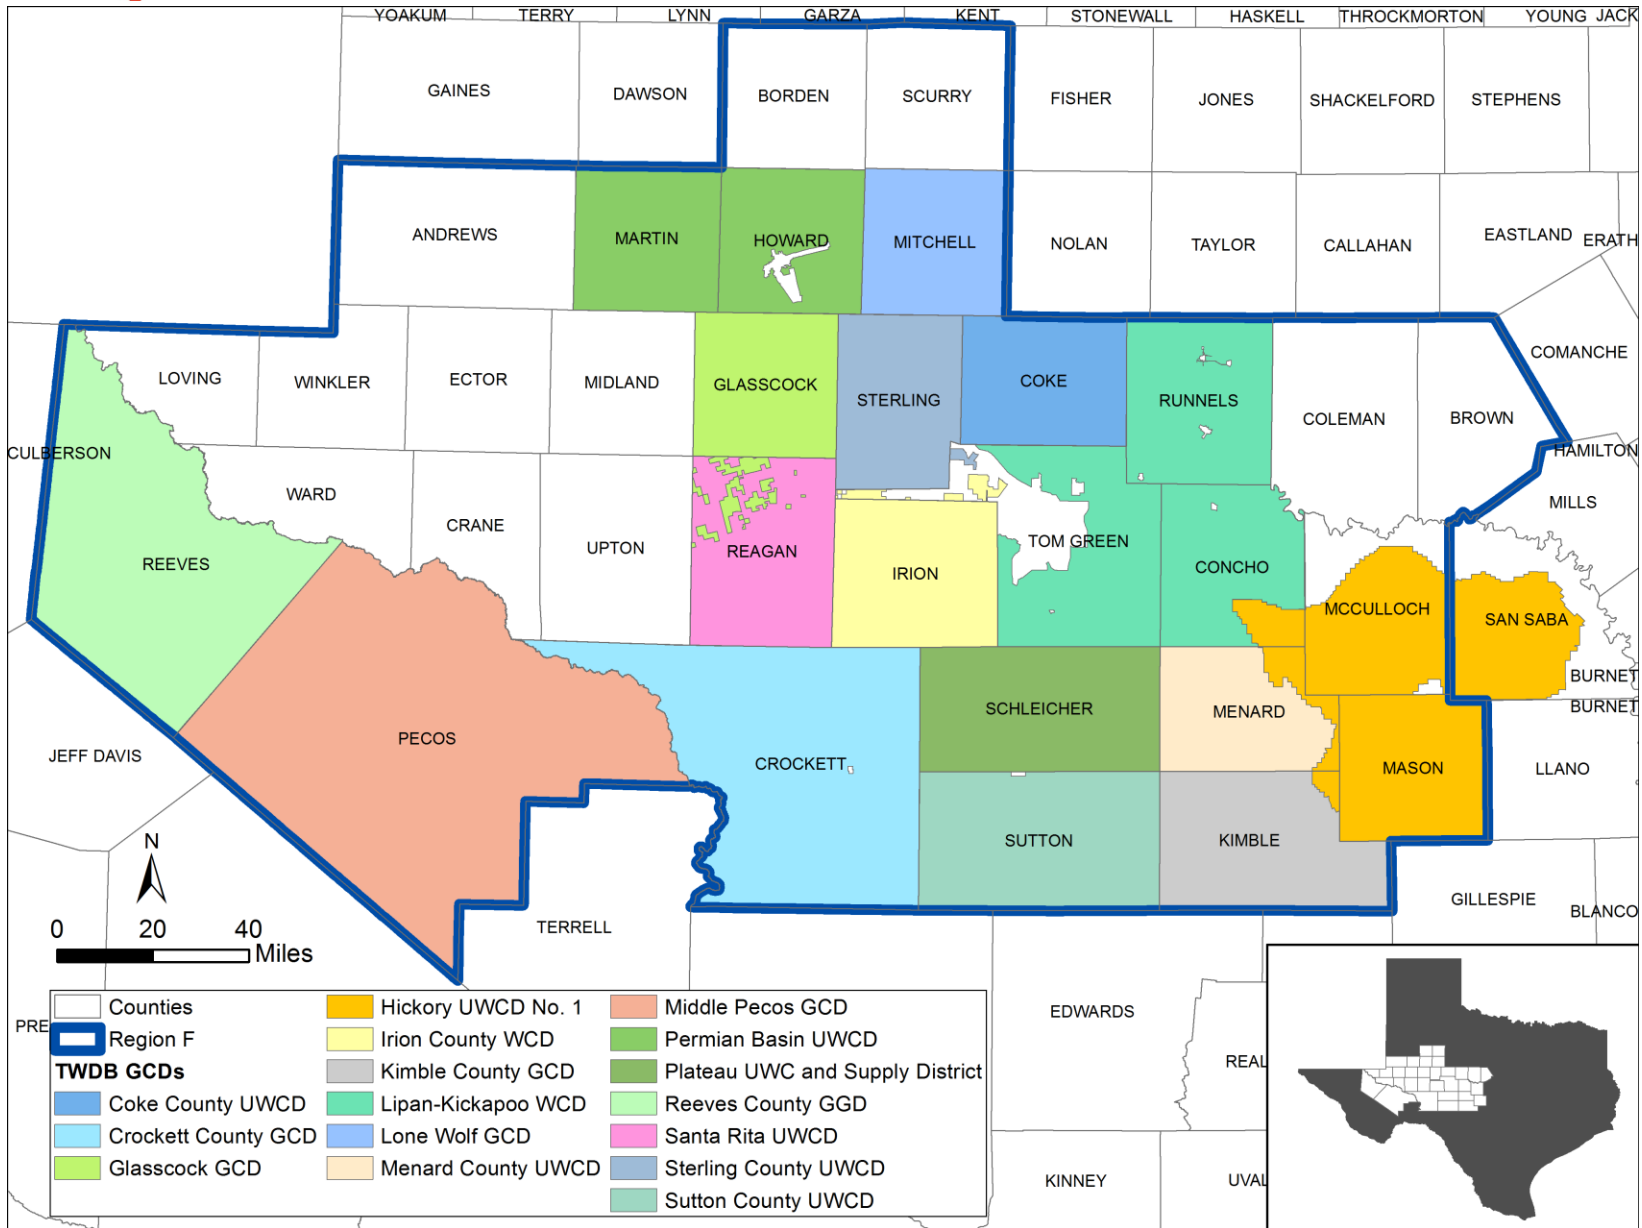 YOAKUM TERRY LYNN GARZA KENT STONEWALL HASKELL THROCKMORTON YOUNG JACK
GAINES DAWSON BORDEN SCURRY FISHER JONES SHACKELFORD STEPHENS
ANDREWS MARTIN HOWARD MITCHELL NOLAN TAYLOR CALLAHAN EASTLAND ERATH
LOVING WINKLER ECTOR MIDLAND GLASSCOCK STERLING COKE RUNNELS COLEMAN BROWN COMANCHE
CULBERSON HAMILTON
WARD CRANE UPTON REAGAN IRION TOM GREEN CONCHO MILLS
REEVES MCCULLOCH SAN SABA
BURNET
BURNET
JEFF DAVIS PECOS CROCKETT SCHLEICHER MENARD MASON LLANO
SUTTON KIMBLE
TERRELL GILLESPIE BLANCO
N
0 20 40
Miles
EDWARDS
PRE
REAL
KINNEY UVAL
Counties
Region F
TWDB GCDs
Coke County UWCD
Crockett County GCD
Glasscock GCD
Hickory UWCD No. 1
Irion County WCD
Kimble County GCD
Lipan-Kickapoo WCD
Lone Wolf GCD
Menard County UWCD
Middle Pecos GCD
Permian Basin UWCD
Plateau UWC and Supply District
Reeves County GGD
Santa Rita UWCD
Sterling County UWCD
Sutton County UWCD